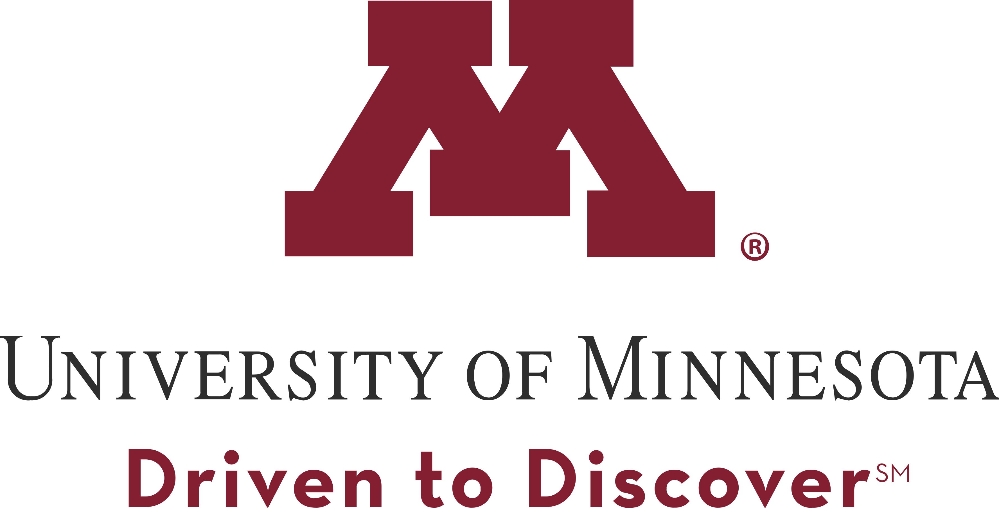 M®
UNIVERSITY OF MINNESOTA
Driven to Discover℠